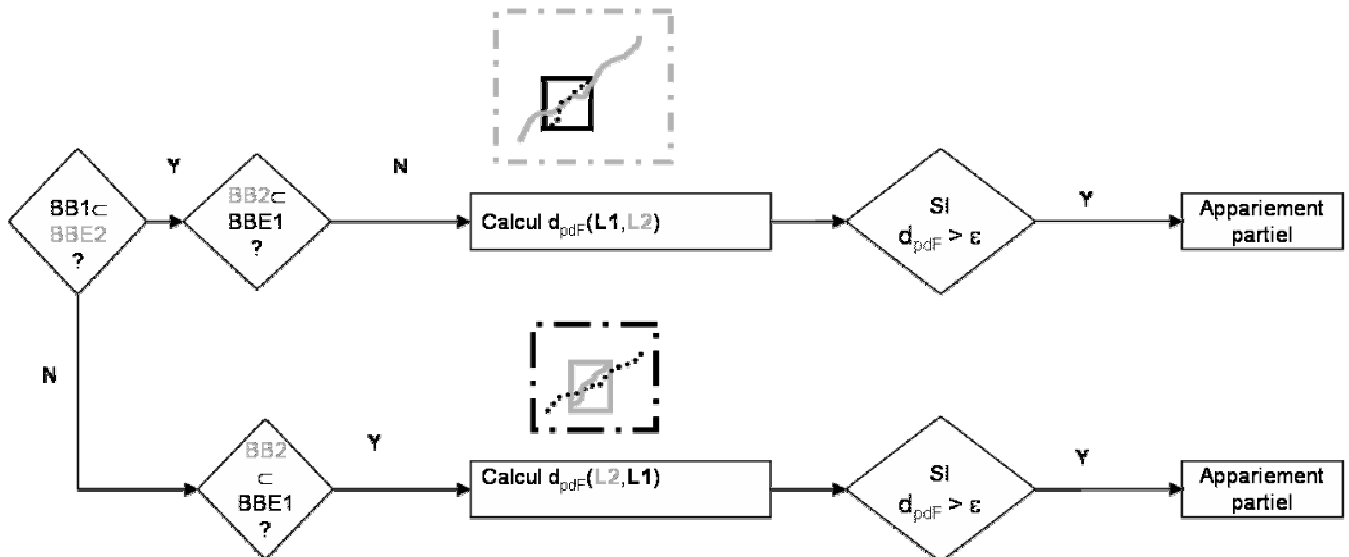 BB1⊂
BBE2
?
Y
BB2⊂
BBE1
?
N
Calcul d_pdF(L1,L2)
SI
d_pdF > ε
Y
Appariement
partiel
N
BB2
⊂
BBE1
?
Y
Calcul d_pdF(L2,L1)
SI
d_pdF > ε
Y
Appariement
partiel